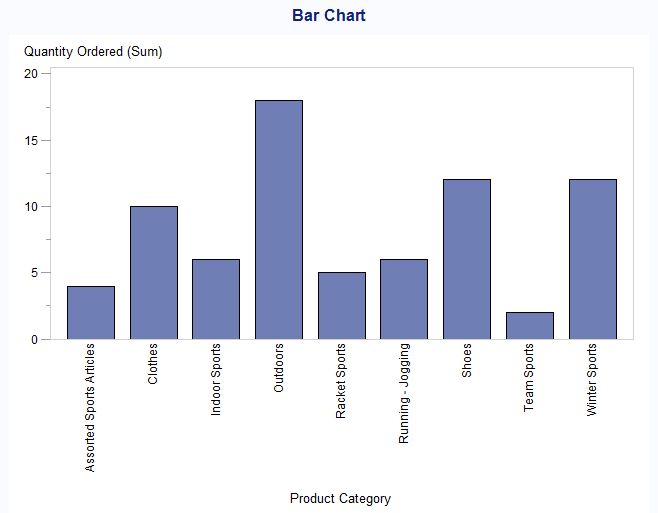 Bar Chart
Quantity Ordered (Sum)
20
15
10
5
0
Assorted Sports Articles
Clothes
Indoor Sports
Outdoors
Racket Sports
Running - Jogging
Shoes
Team Sports
Winter Sports
Product Category